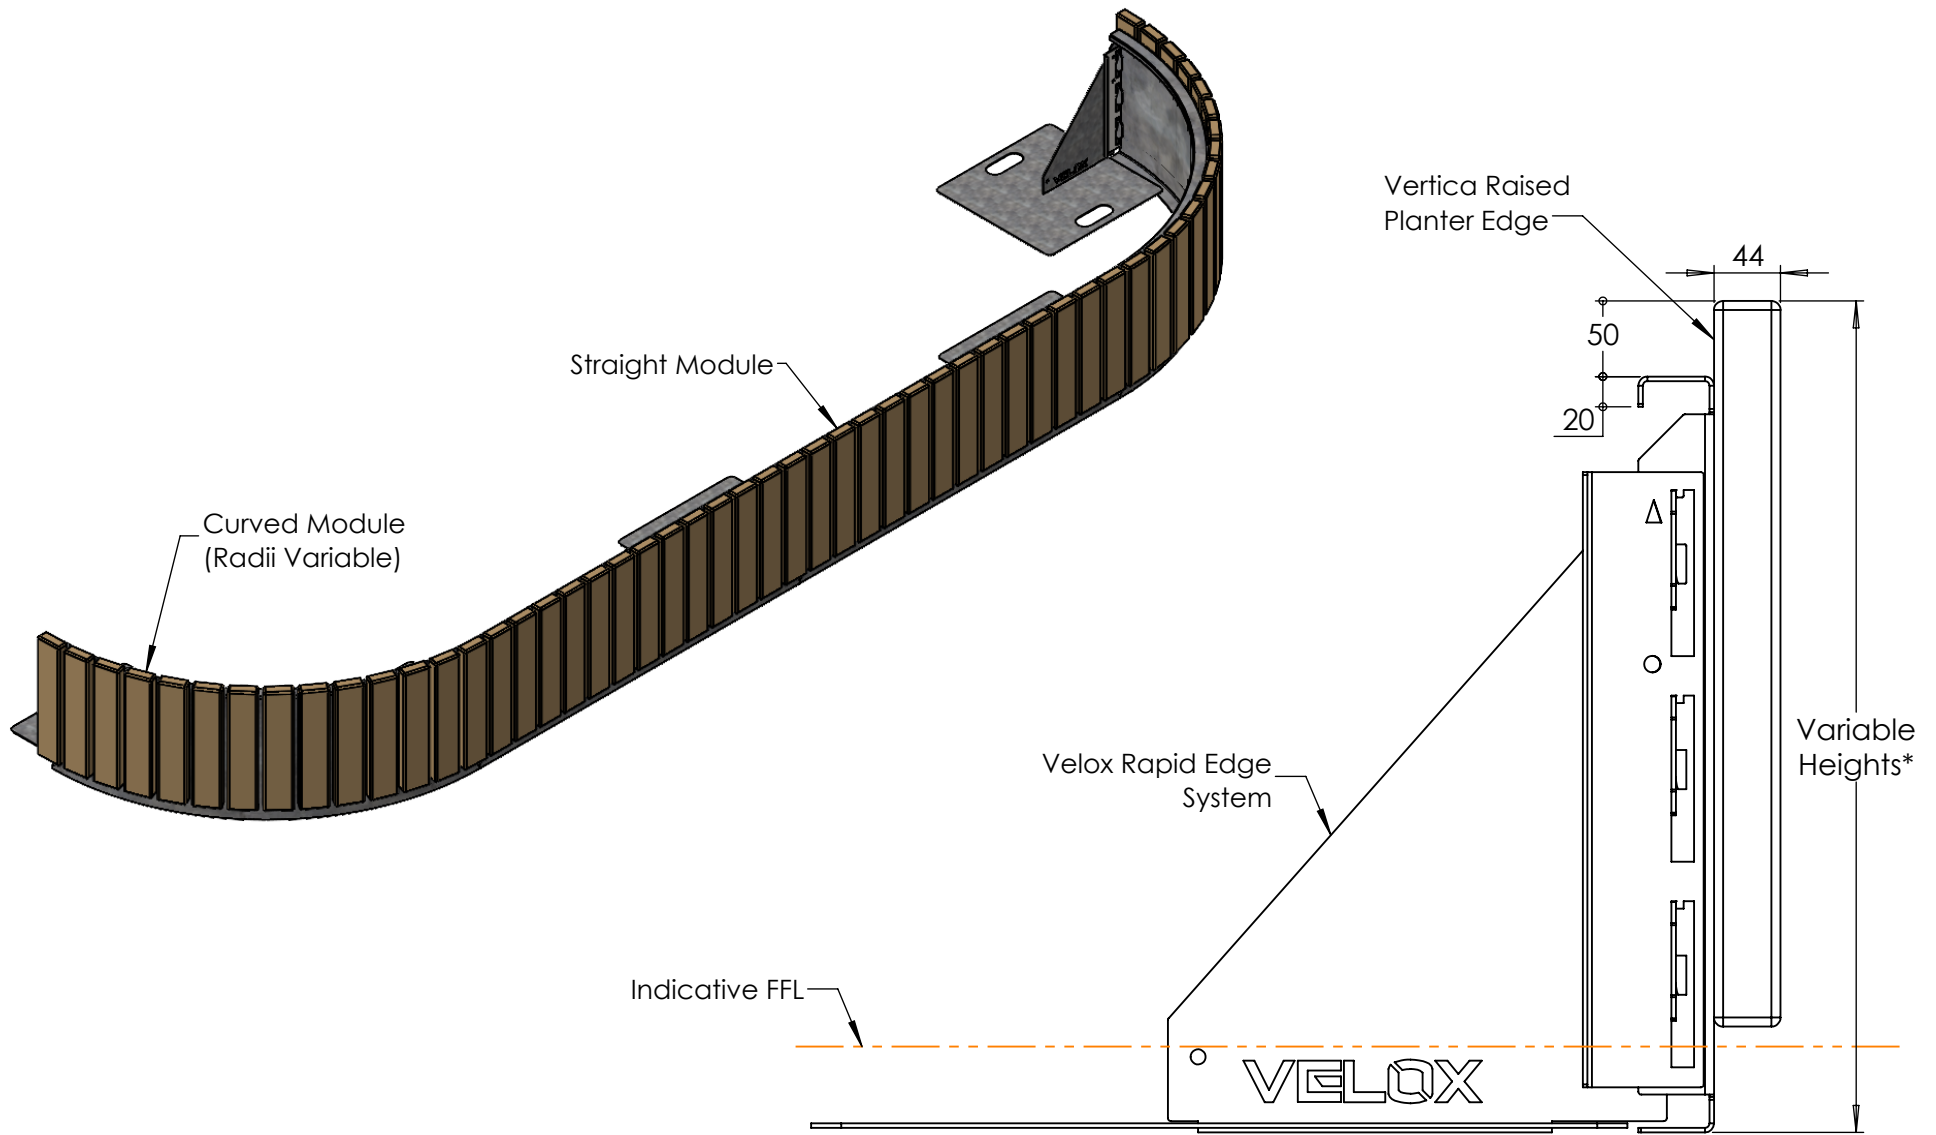 Vertica Raised
Planter Edge
44
50
20
Straight Module
Curved Module
(Radii Variable)
Variable
Heights*
Velox Rapid Edge
System
Indicative FFL
VELOX
VELOX